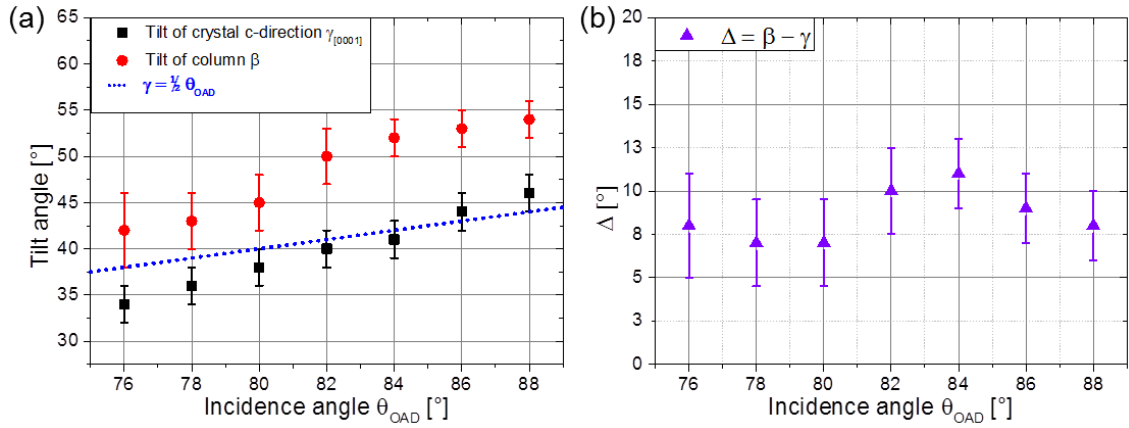 (a)
65
60
55
50
45
40
35
30
Tilt angle [°]
Tilt of crystal c-direction γ[0001]
Tilt of column β
γ = ½ θOAD
76 78 80 82 84 86 88
Incidence angle θOAD [°]
(b)
20
18
15
13
10
8
5
3
0
Δ [°]
Δ = β − γ
76 78 80 82 84 86 88
Incidence angle θOAD [°]